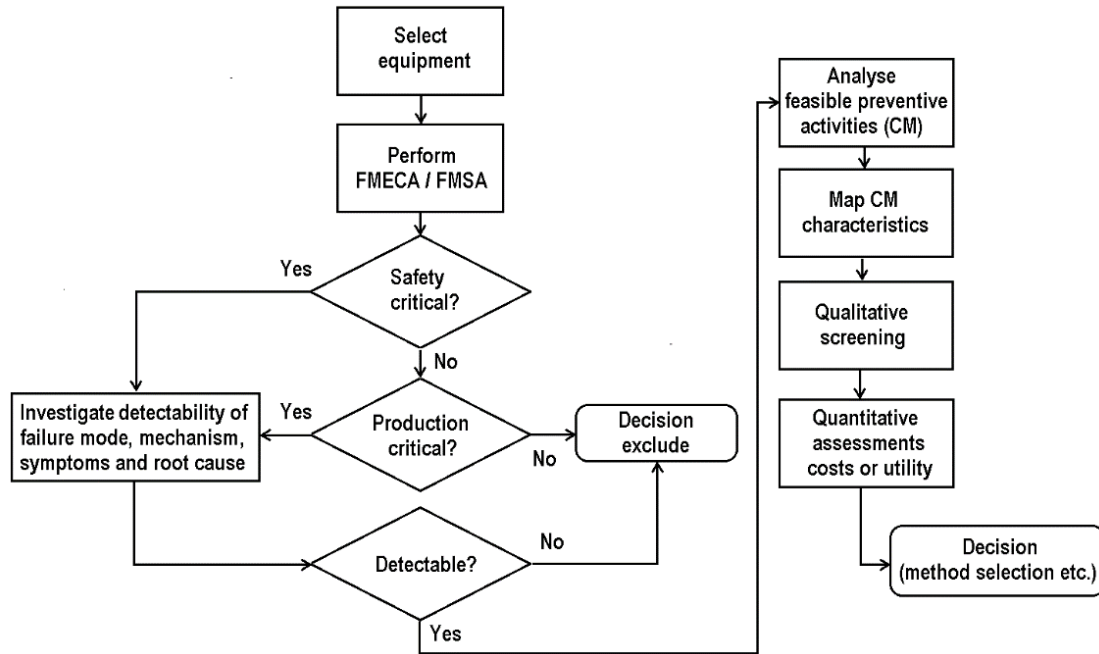 Select
equipment
Perform
FMECA / FMSA
Yes
Safety
critical?
No
Investigate detectability of
failure mode, mechanism,
symptoms and root cause
Yes
Production
critical?
No
Decision
exclude
Detectable?
No
Yes
Analyse
feasible preventive
activities (CM)
Map CM
characteristics
Qualitative
screening
Quantitative
assessments
costs or utility
Decision
(method selection etc.)